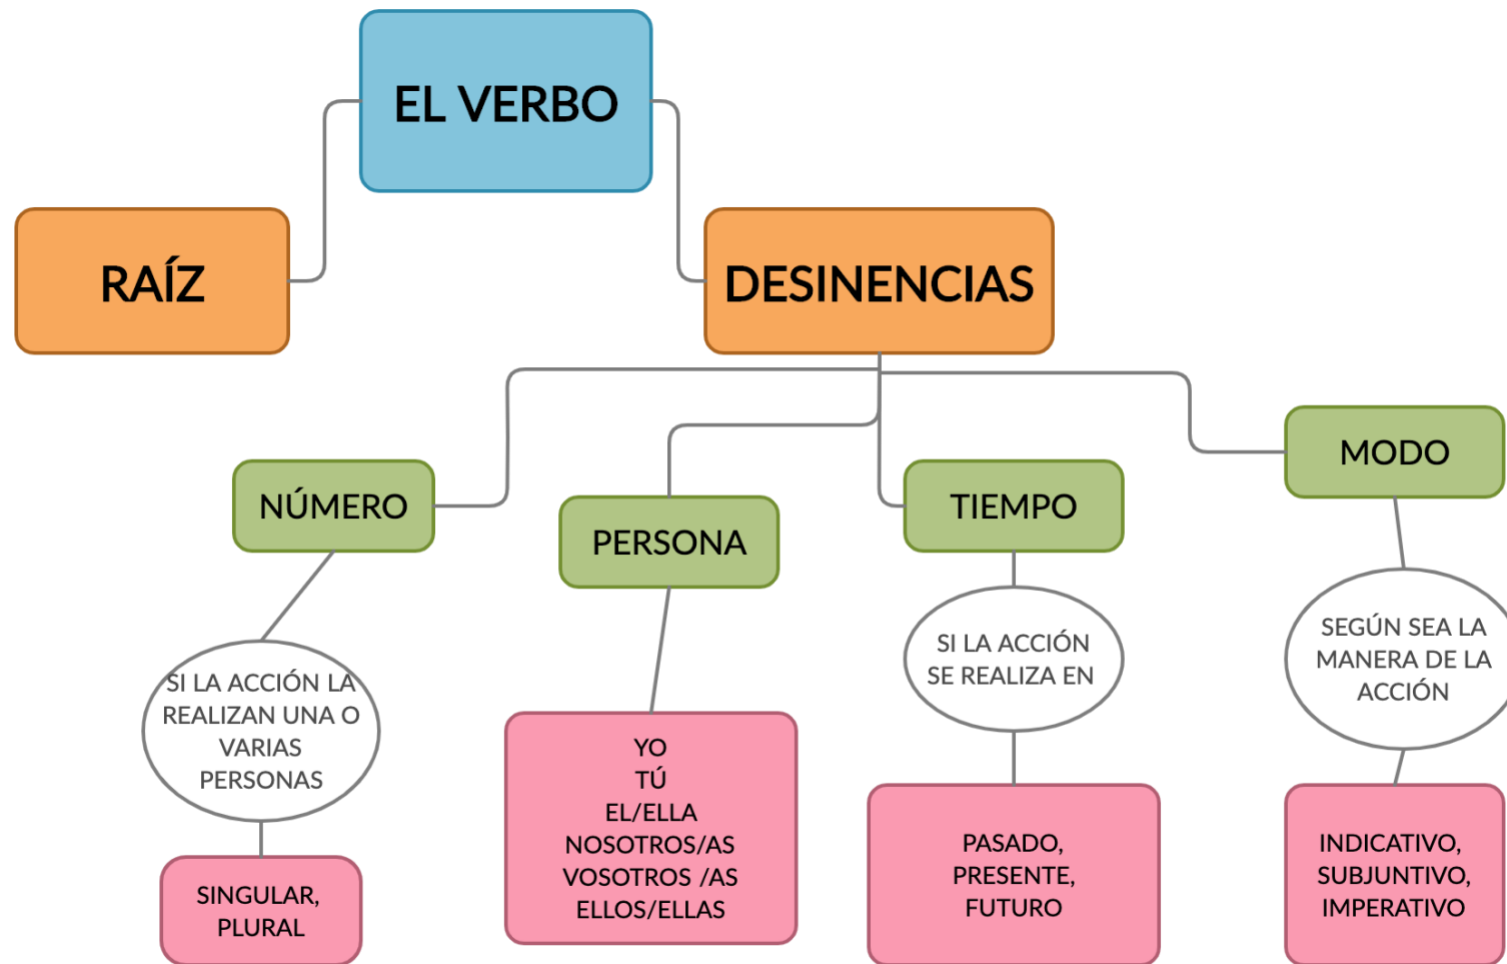 EL VERBO
RAÍZ
DESINENCIAS
NÚMERO
SI LA ACCIÓN LA
REALIZAN UNA O
VARIAS
PERSONAS
SINGULAR,
PLURAL
PERSONA
YO
TÚ
EL/ELLA
NOSOTROS/AS
VOSOTROS /AS
ELLOS/ELLAS
TIEMPO
SI LA ACCIÓN
SE REALIZA EN
PASADO,
PRESENTE,
FUTURO
MODO
SEGÚN SEA LA
MANERA DE LA
ACCIÓN
INDICATIVO,
SUBJUNTIVO,
IMPERATIVO